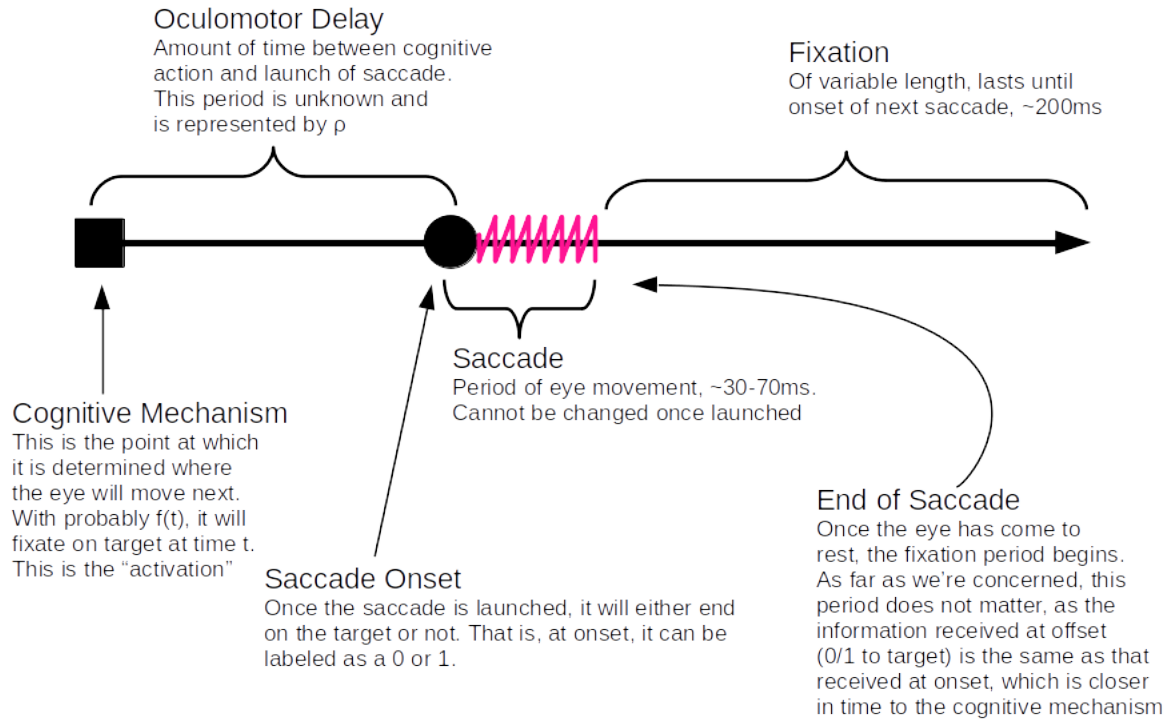 Oculomotor Delay
Amount of time between cognitive
action and launch of saccade.
This period is unknown and
is represented by ρ
Fixation
Of variable length, lasts until
onset of next saccade, ~200ms
Saccade
Period of eye movement, ~30-70ms.
Cannot be changed once launched
Cognitive Mechanism
This is the point at which
it is determined where
the eye will move next.
With probably f(t), it will
fixate on target at time t.
This is the “activation”
Saccade Onset
Once the saccade is launched, it will either end
on the target or not. That is, at onset, it can be
labeled as a 0 or 1.
End of Saccade
Once the eye has come to
rest, the fixation period begins.
As far as we’re concerned, this
period does not matter, as the
information received at offset
(0/1 to target) is the same as that
received at onset, which is closer
in time to the cognitive mechanism